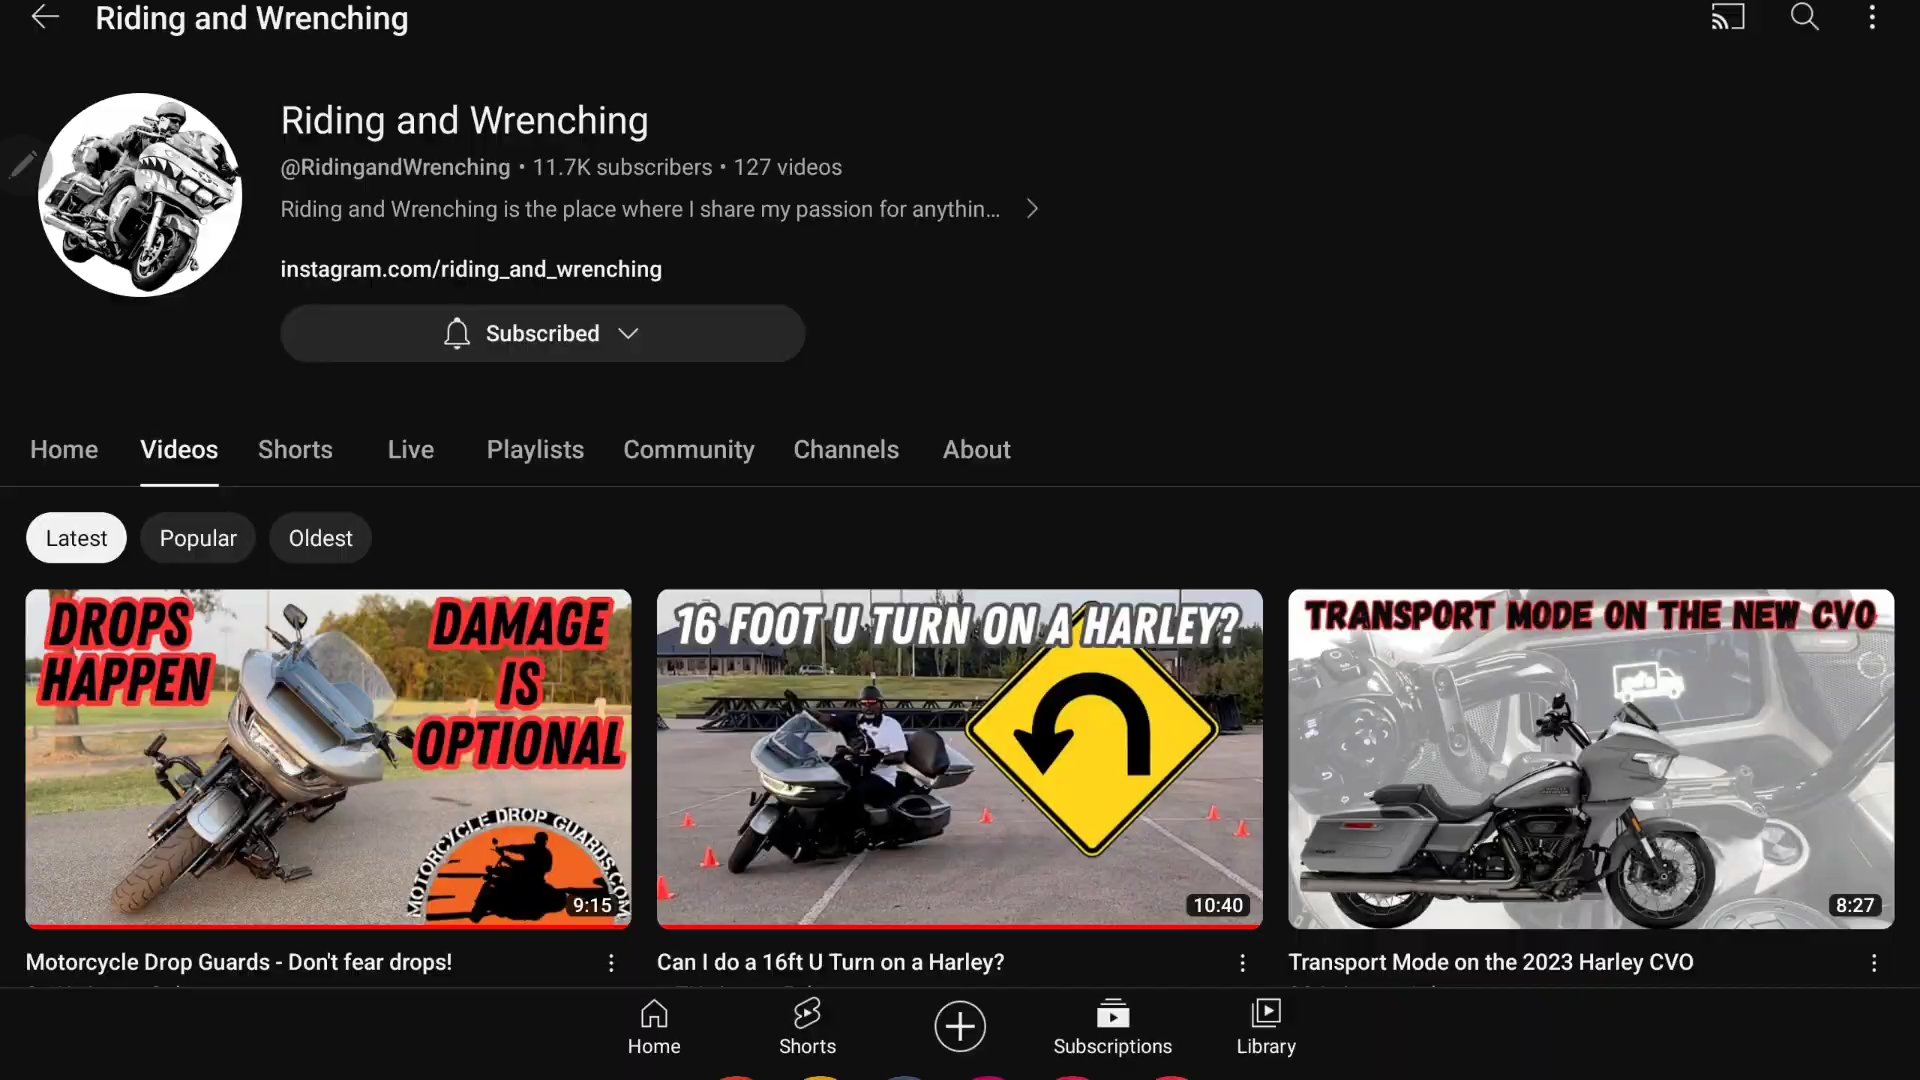 Riding and Wrenching
Riding and Wrenching
@RidingandWrenching • 11.7K subscribers • 127 videos
Riding and Wrenching is the place where I share my passion for anythin...
instagram.com/riding_and_wrenching
Subscribed
Home Videos Shorts Live Playlists Community Channels About
Latest Popular Oldest
DROPS
HAPPEN
DAMAGE
IS
OPTIONAL
MOTORCYCLE DROP GUARDS.COM
9:15
16 FOOT U TURN ON A HARLEY?
10:40
TRANSPORT MODE ON THE NEW CVO
8:27
Motorcycle Drop Guards - Don't fear drops!
Can I do a 16ft U Turn on a Harley?
Transport Mode on the 2023 Harley CVO
Home Shorts Subscriptions Library